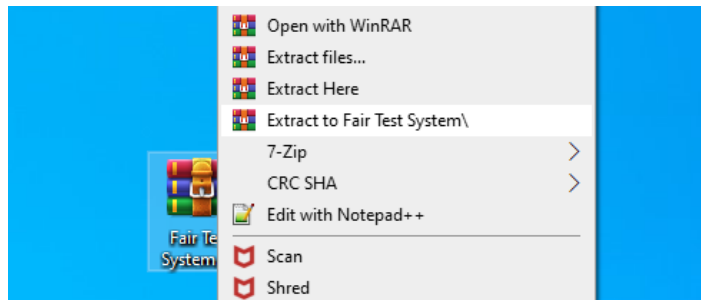 Open with WinRAR
Extract files...
Extract Here
Extract to Fair Test System\
7-Zip
CRC SHA
Edit with Notepad++
Scan
Shred
Fair Te
System